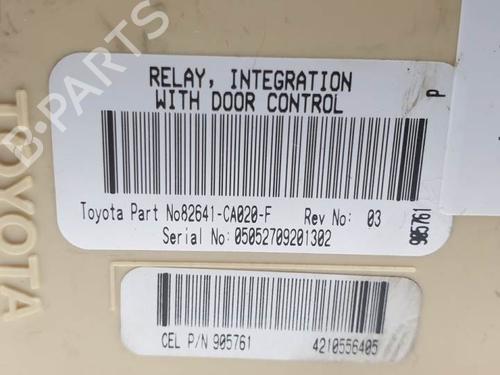 RELAY, INTEGRATION
WITH DOOR CONTROL
Toyota Part No82641-CA020-F Rev No: 03
Serial No:05052709201302
P
905761
CEL P/N 905761 4210556405
TOYOTA
B-PARTS